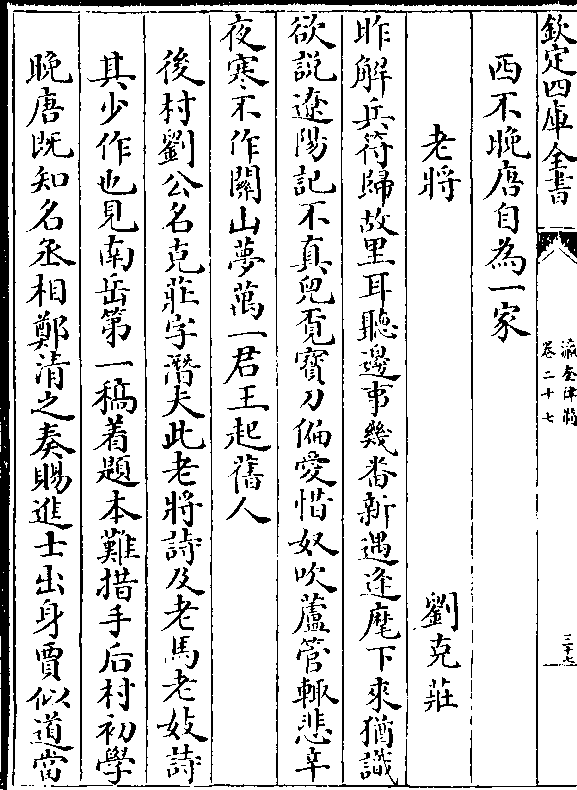 欽定四庫全書
瀛奎律髓
卷二十七
三十七
西不晚唐自為一家
老將　劉克莊
昨解兵符歸故里耳聽邊事幾番新遇逢麾下來猶識
欲說遼陽記不真兒覔寳刀偏愛惜奴吹蘆管輙悲辛
夜寒不作關山夢萬一君王起舊人
後村劉公名克莊字潛夫此老將詩及老馬老妓詩
其少作也見南岳第一稿着題本難措手后村初學
晚唐既知名丞相鄭清之奏賜進士出身賈似道當